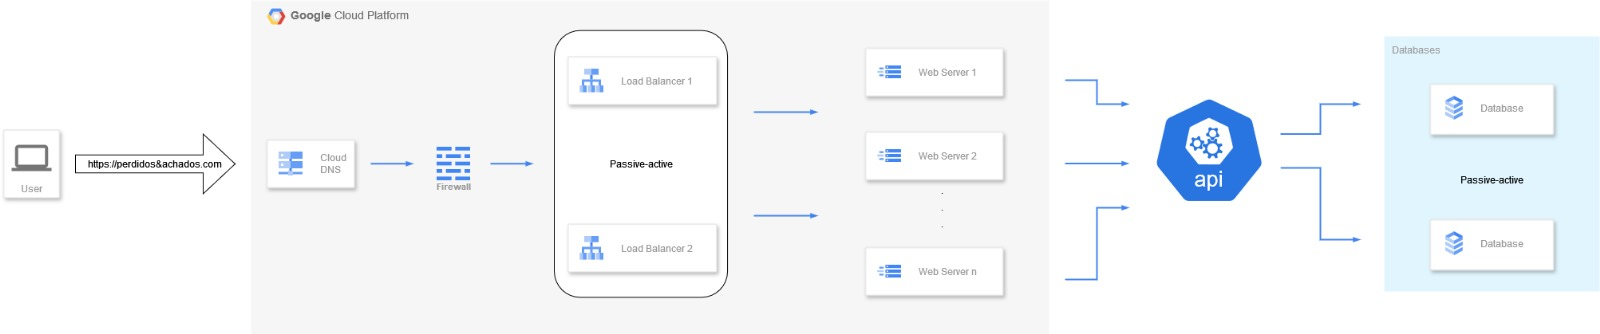 Google Cloud Platform
Databases
User
https://perdidos&achados.com
Cloud
DNS
Firewall
Load Balancer 1
Passive-active
Load Balancer 2
Web Server 1
Web Server 2
.
.
.
Web Server n
api
Database
Passive-active
Database